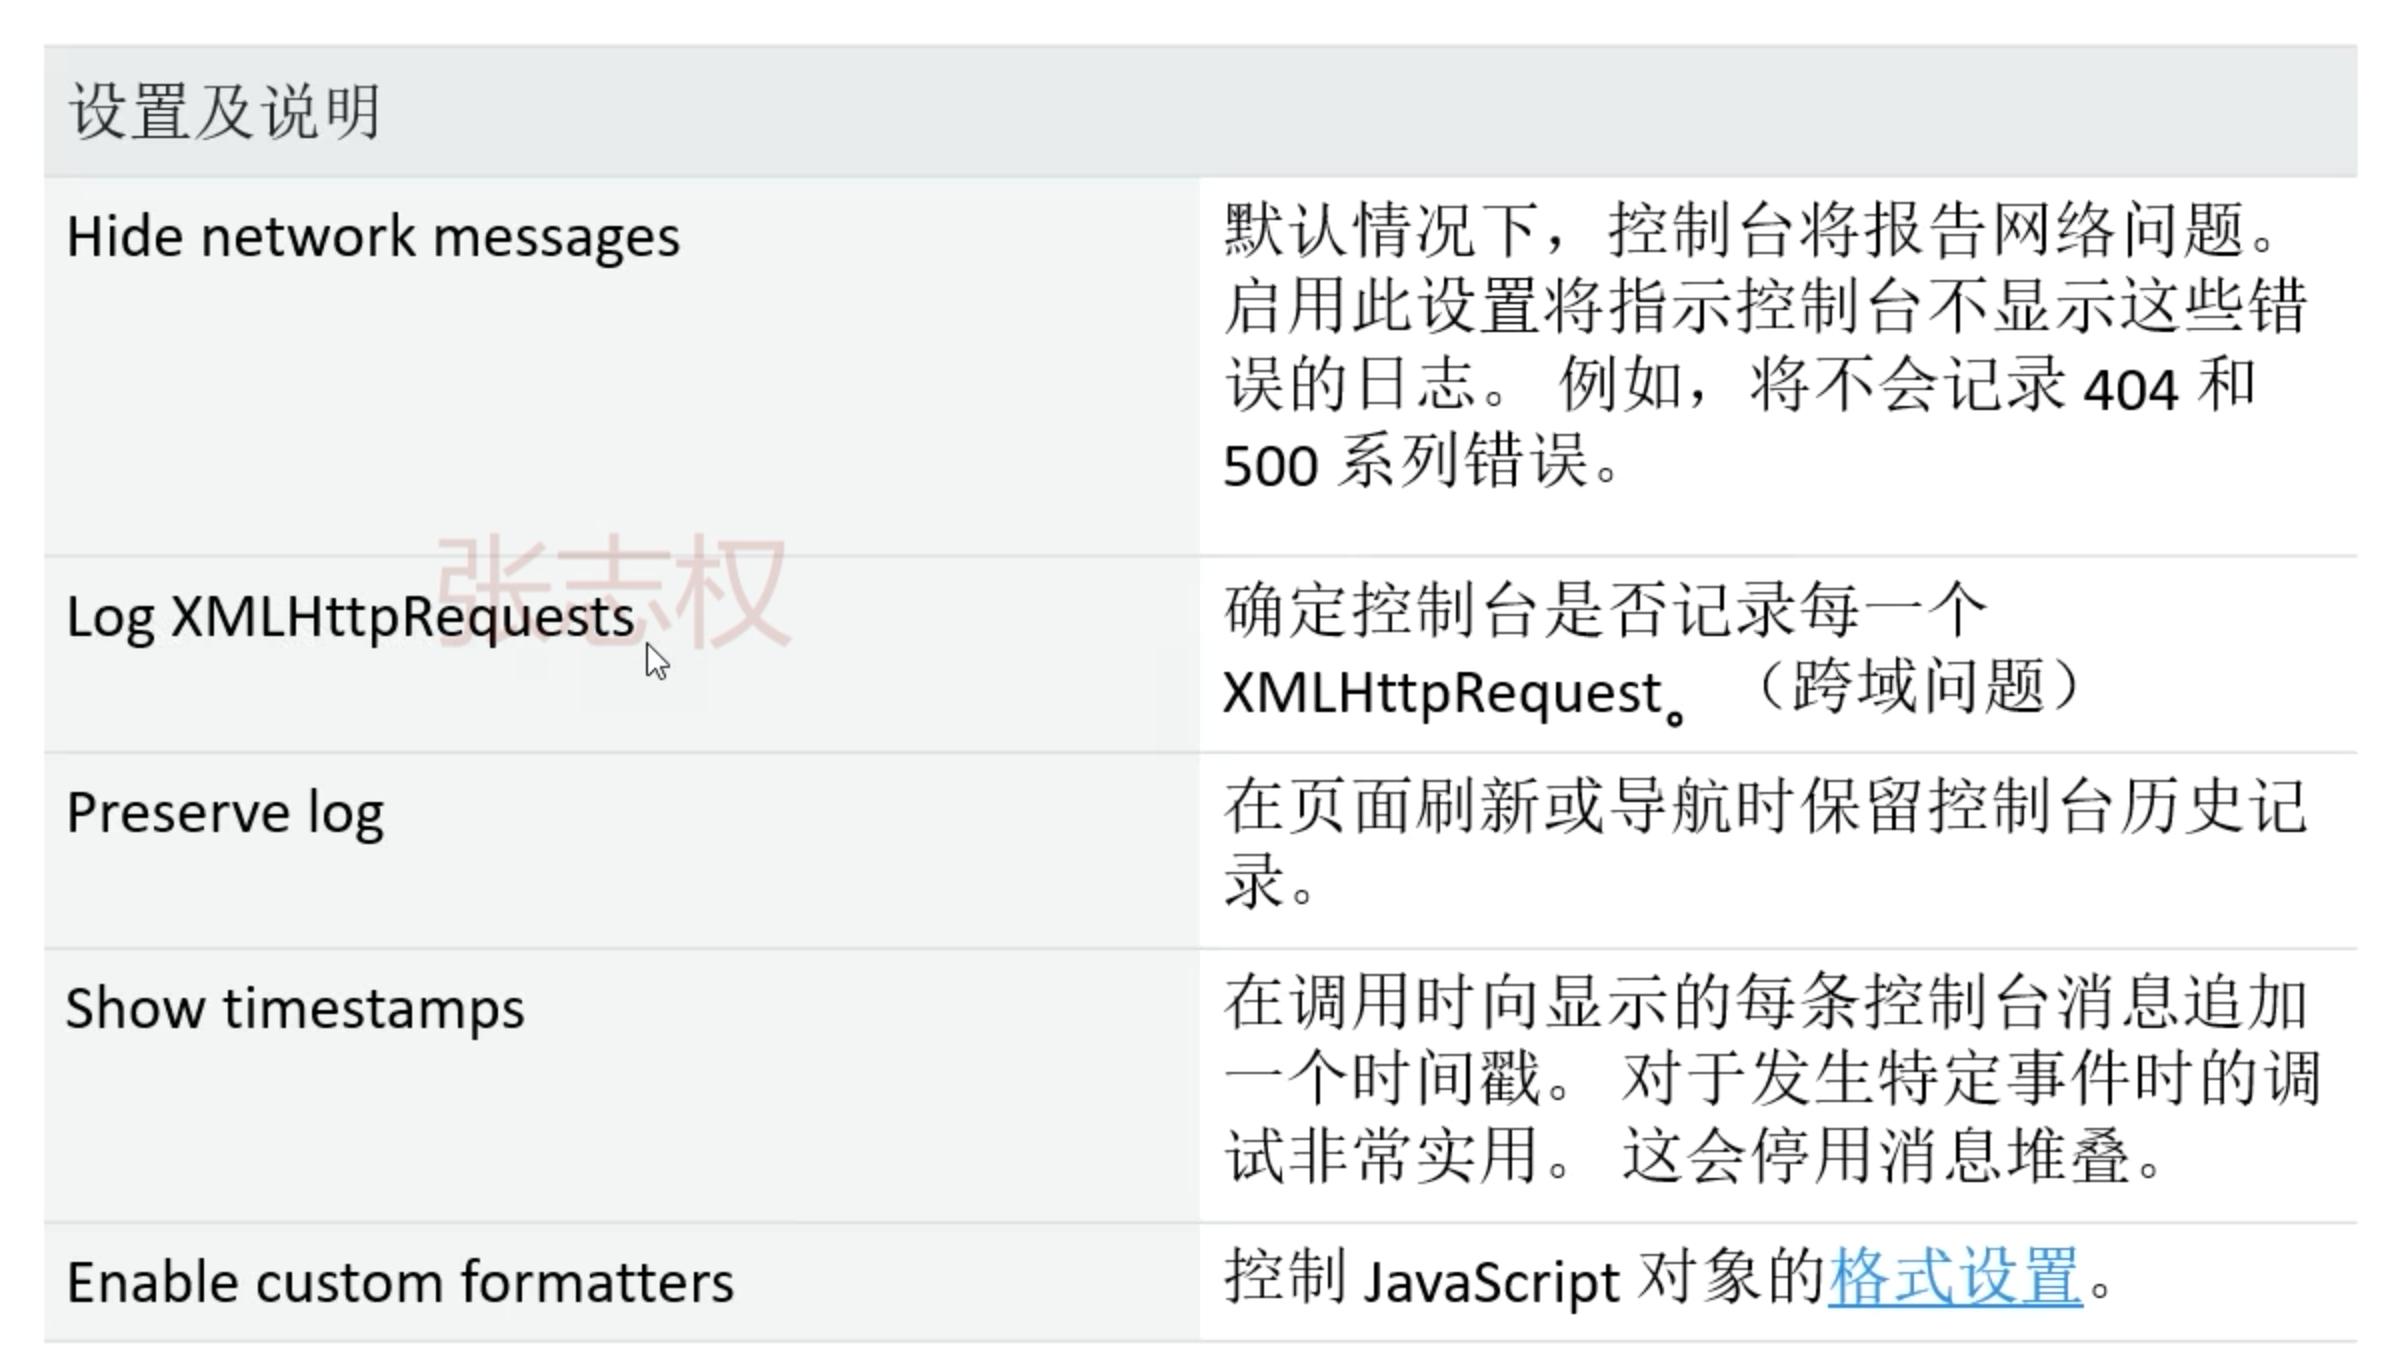 设置及说明
Hide network messages
默认情况下，控制台将报告网络问题。
启用此设置将指示控制台不显示这些错
误的日志。 例如，将不会记录 404 和
500 系列错误。
张志权
Log XMLHttpRequests
确定控制台是否记录每一个
XMLHttpRequest。 （跨域问题）
Preserve log
在页面刷新或导航时保留控制台历史记
录。
Show timestamps
在调用时向显示的每条控制台消息追加
一个时间戳。 对于发生特定事件时的调
试非常实用。 这会停用消息堆叠。
Enable custom formatters
控制 JavaScript 对象的格式设置。